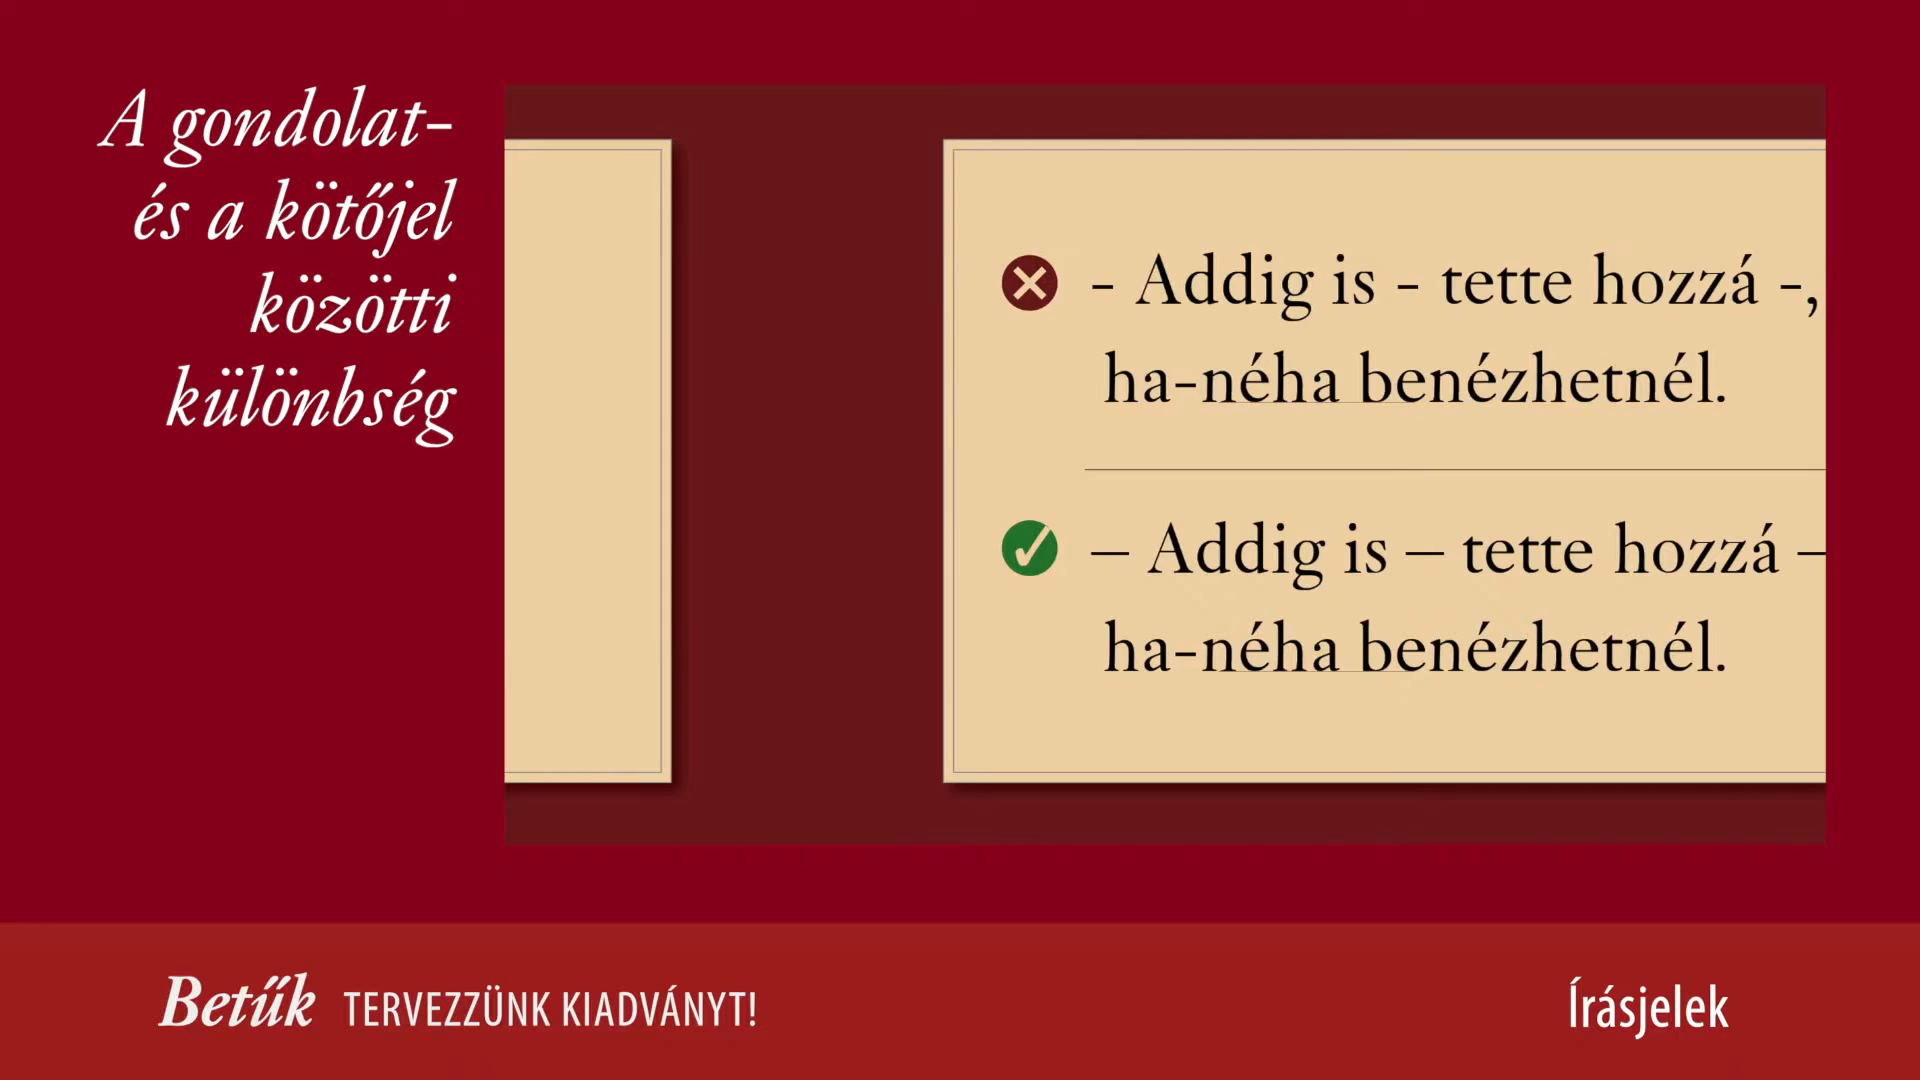 A gondolat-
és a kötőjel
közötti
különbség
- Addig is - tette hozzá -,
ha-néha benézhetnél.
– Addig is – tette hozzá –
ha-néha benézhetnél.
Betűk TERVEZZÜNK KIADVÁNYT!
Írásjelek